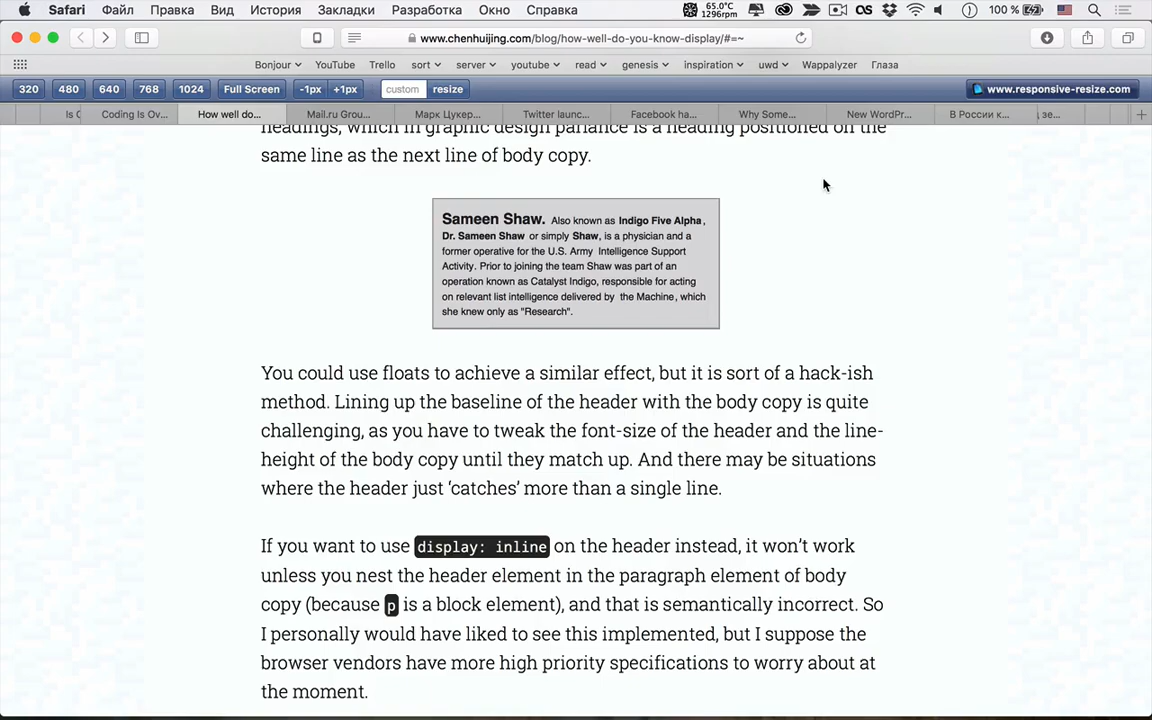 Safari Файл Правка Вид История Закладки Разработка Окно Справка 65.0°C 1296rpm 100 %
www.chenhuijing.com/blog/how-well-do-you-know-display/#=~
Bonjour YouTube Trello sort server youtube read genesis inspiration uwd Wappalyzer Глаза
320 480 640 768 1024 Full Screen -1px +1px custom resize www.responsive-resize.com
Is C Coding Is Ov... How well do... Mail.ru Grou... Марк Цукер... Twitter launc... Facebook ha... Why Some... New WordPr... В России к... , зе...
headings, which in graphic design parlance is a heading positioned on the
same line as the next line of body copy.
Sameen Shaw. Also known as Indigo Five Alpha,
Dr. Sameen Shaw or simply Shaw, is a physician and a
former operative for the U.S. Army Intelligence Support
Activity. Prior to joining the team Shaw was part of an
operation known as Catalyst Indigo, responsible for acting
on relevant list intelligence delivered by the Machine, which
she knew only as "Research".
You could use floats to achieve a similar effect, but it is sort of a hack-ish
method. Lining up the baseline of the header with the body copy is quite
challenging, as you have to tweak the font-size of the header and the line-
height of the body copy until they match up. And there may be situations
where the header just ‘catches’ more than a single line.
If you want to use display: inline on the header instead, it won’t work
unless you nest the header element in the paragraph element of body
copy (because p is a block element), and that is semantically incorrect. So
I personally would have liked to see this implemented, but I suppose the
browser vendors have more high priority specifications to worry about at
the moment.